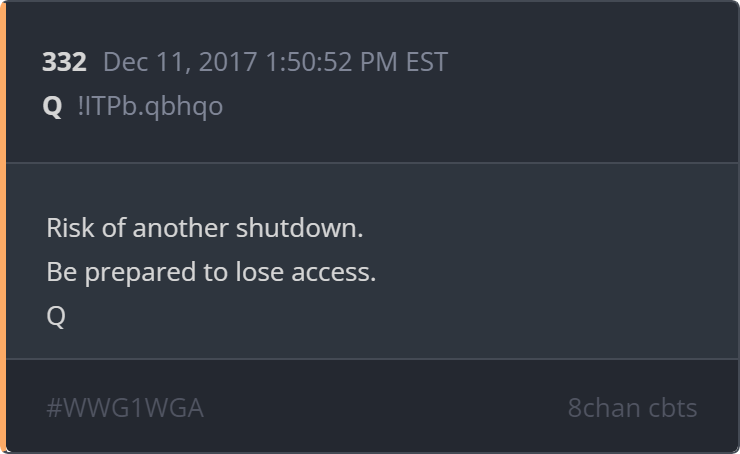 332 Dec 11, 2017 1:50:52 PM EST
Q !ITPb.qbhqo
Risk of another shutdown.
Be prepared to lose access.
Q
#WWG1WGA 8chan cbts